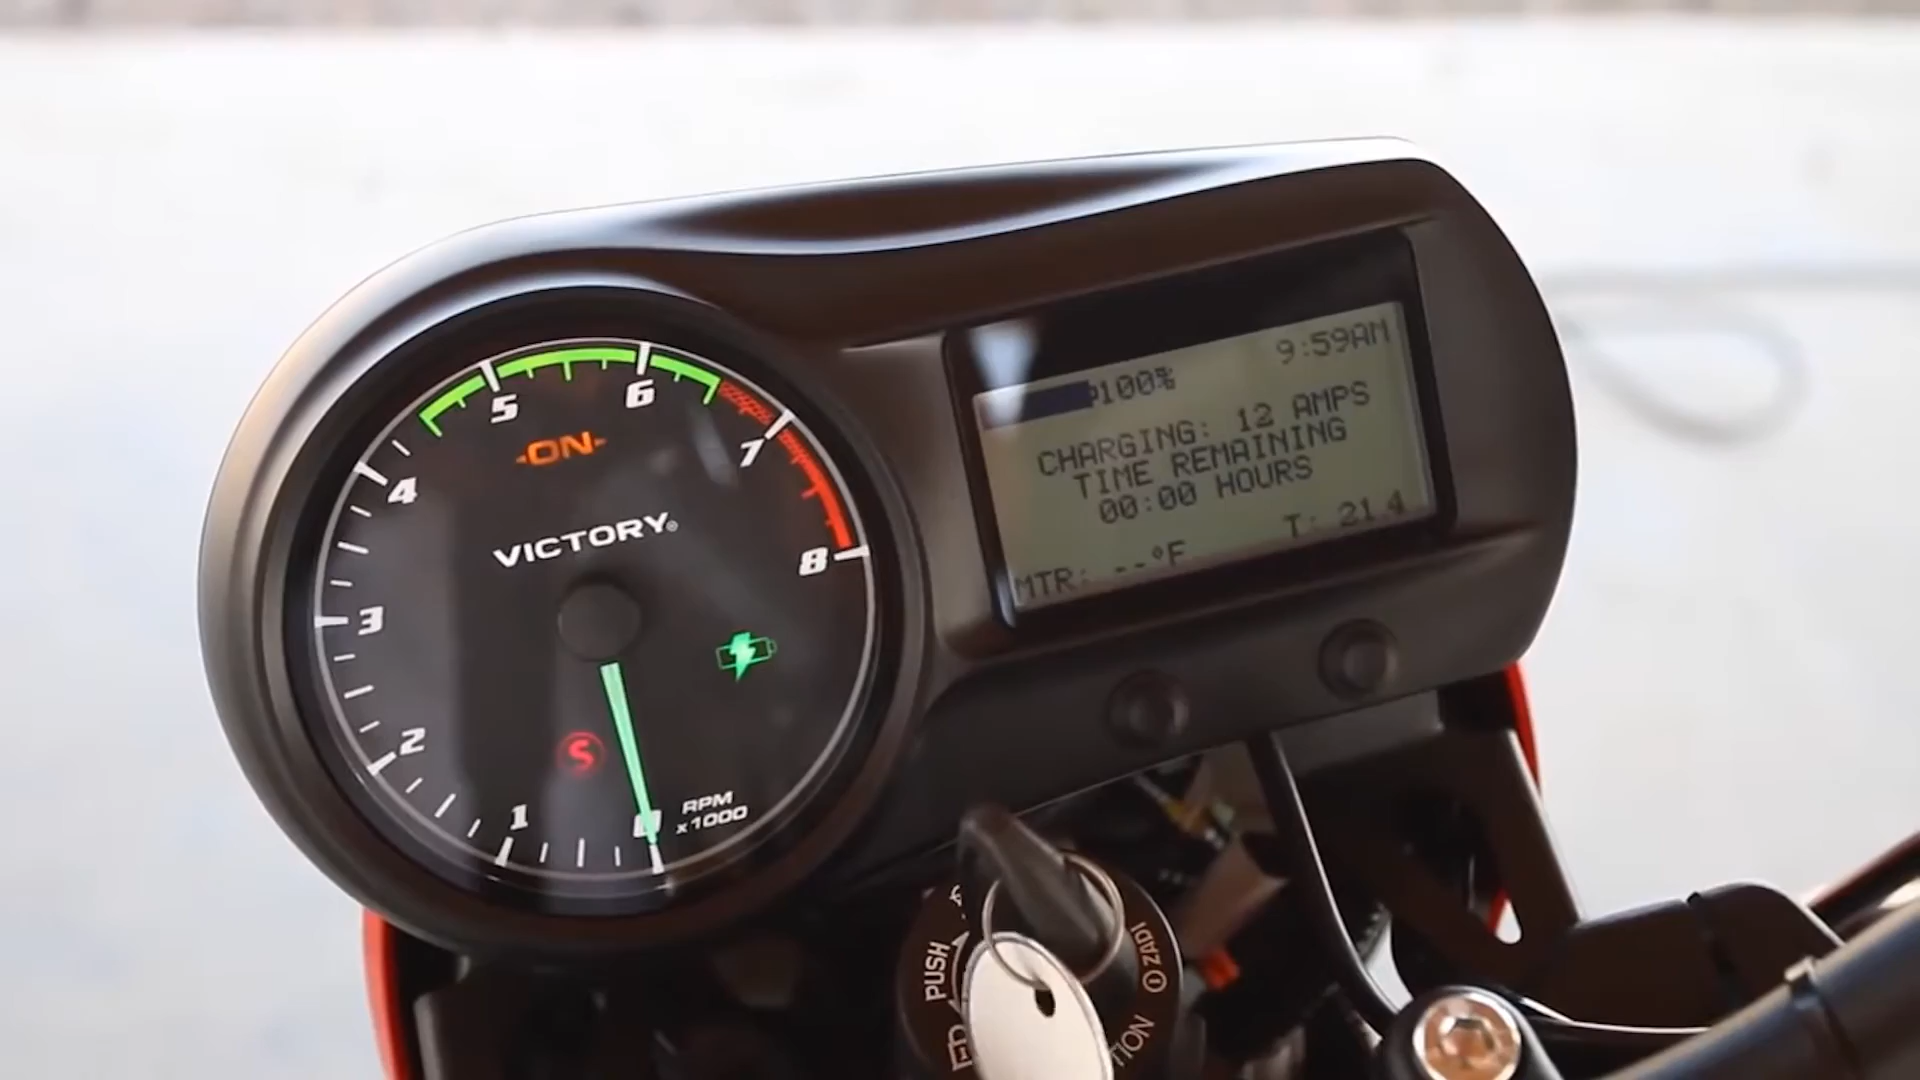 5
6
7
8
4
3
2
1
0
-ON-
VICTORY®
S
RPM
x1000
9:59AM
100%
CHARGING: 12 AMPS
TIME REMAINING
00:00 HOURS
T: 21.4
MTR: --°F
PUSH
ZADI